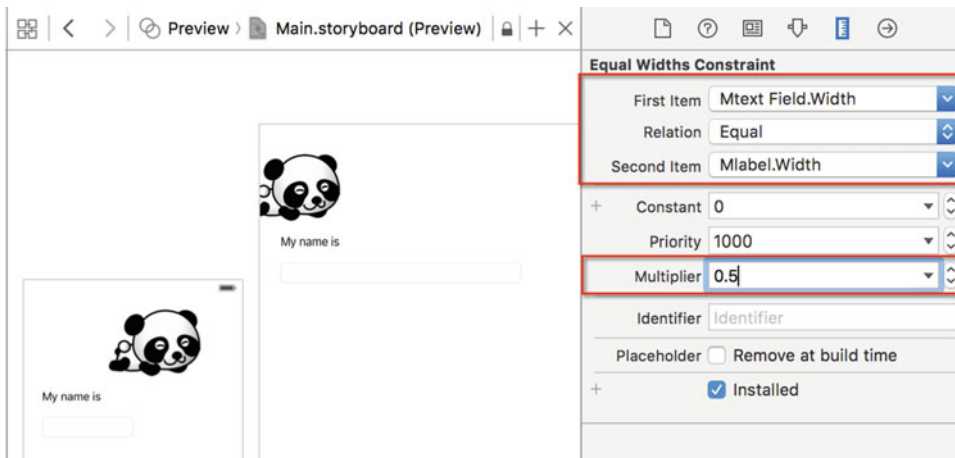 Preview
Main.storyboard (Preview)
Equal Widths Constraint
First Item Mtext Field.Width
Relation Equal
Second Item Mlabel.Width
Constant 0
Priority 1000
Multiplier 0.5
Identifier Identifier
Placeholder Remove at build time
Installed
My name is
My name is